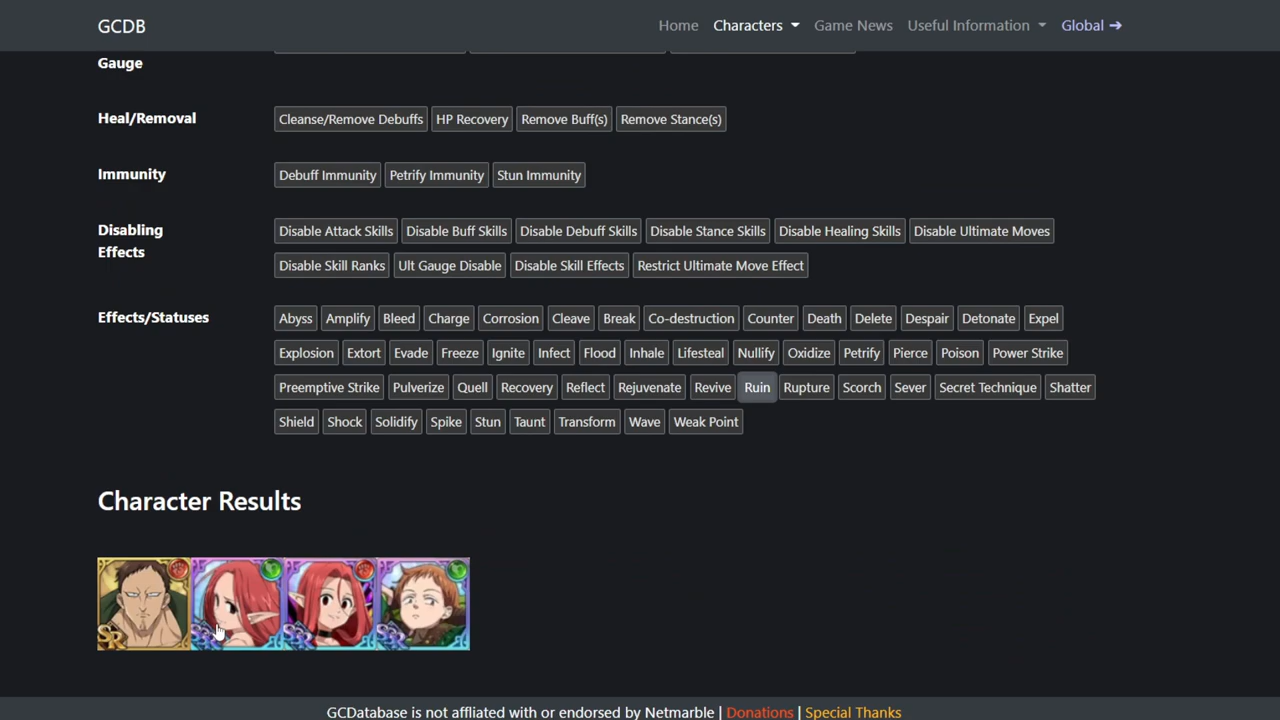 GCDB
Home Characters Game News Useful Information Global ➔
Gauge
Heal/Removal
Cleanse/Remove Debuffs HP Recovery Remove Buff(s) Remove Stance(s)
Immunity
Debuff Immunity Petrify Immunity Stun Immunity
Disabling
Effects
Disable Attack Skills Disable Buff Skills Disable Debuff Skills Disable Stance Skills Disable Healing Skills Disable Ultimate Moves
Disable Skill Ranks Ult Gauge Disable Disable Skill Effects Restrict Ultimate Move Effect
Effects/Statuses
Abyss Amplify Bleed Charge Corrosion Cleave Break Co-destruction Counter Death Delete Despair Detonate Expel
Explosion Extort Evade Freeze Ignite Infect Flood Inhale Lifesteal Nullify Oxidize Petrify Pierce Poison Power Strike
Preemptive Strike Pulverize Quell Recovery Reflect Rejuvenate Revive Ruin Rupture Scorch Sever Secret Technique Shatter
Shield Shock Solidify Spike Stun Taunt Transform Wave Weak Point
Character Results
SR SSR SSR SSR
GCDatabase is not affliated with or endorsed by Netmarble | Donations | Special Thanks